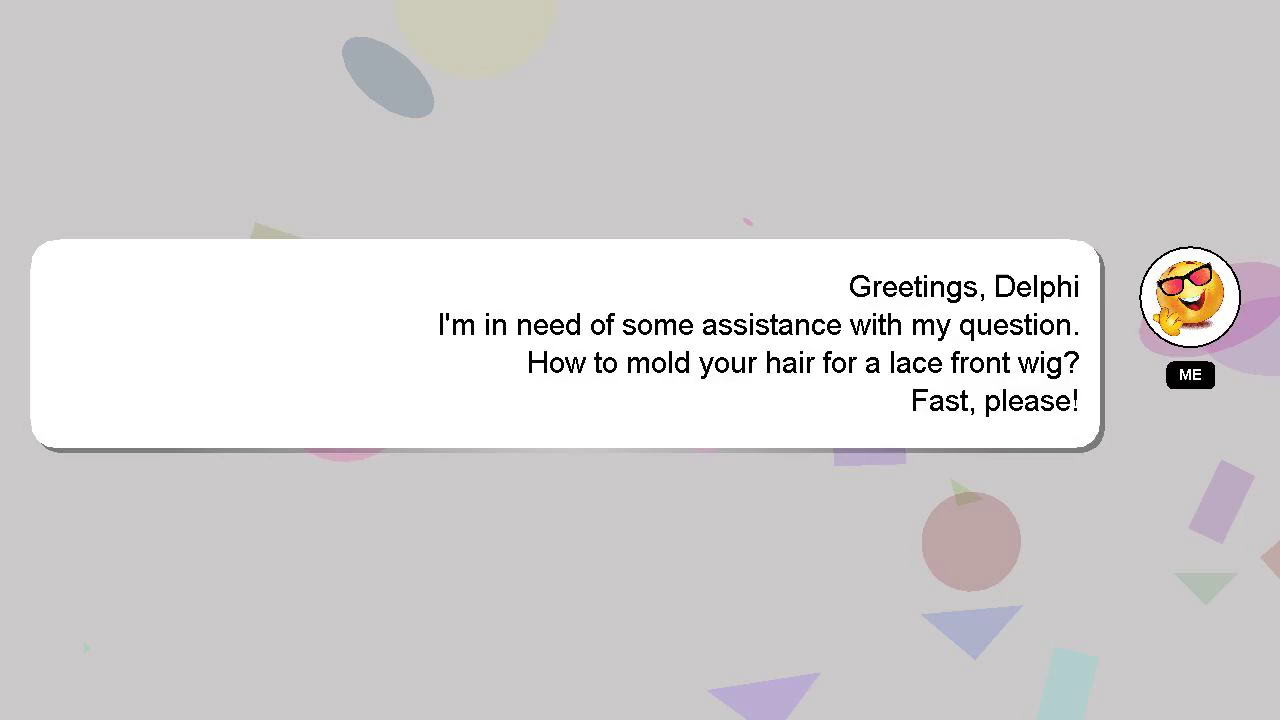 Greetings, Delphi
I'm in need of some assistance with my question.
How to mold your hair for a lace front wig?
Fast, please!
ME